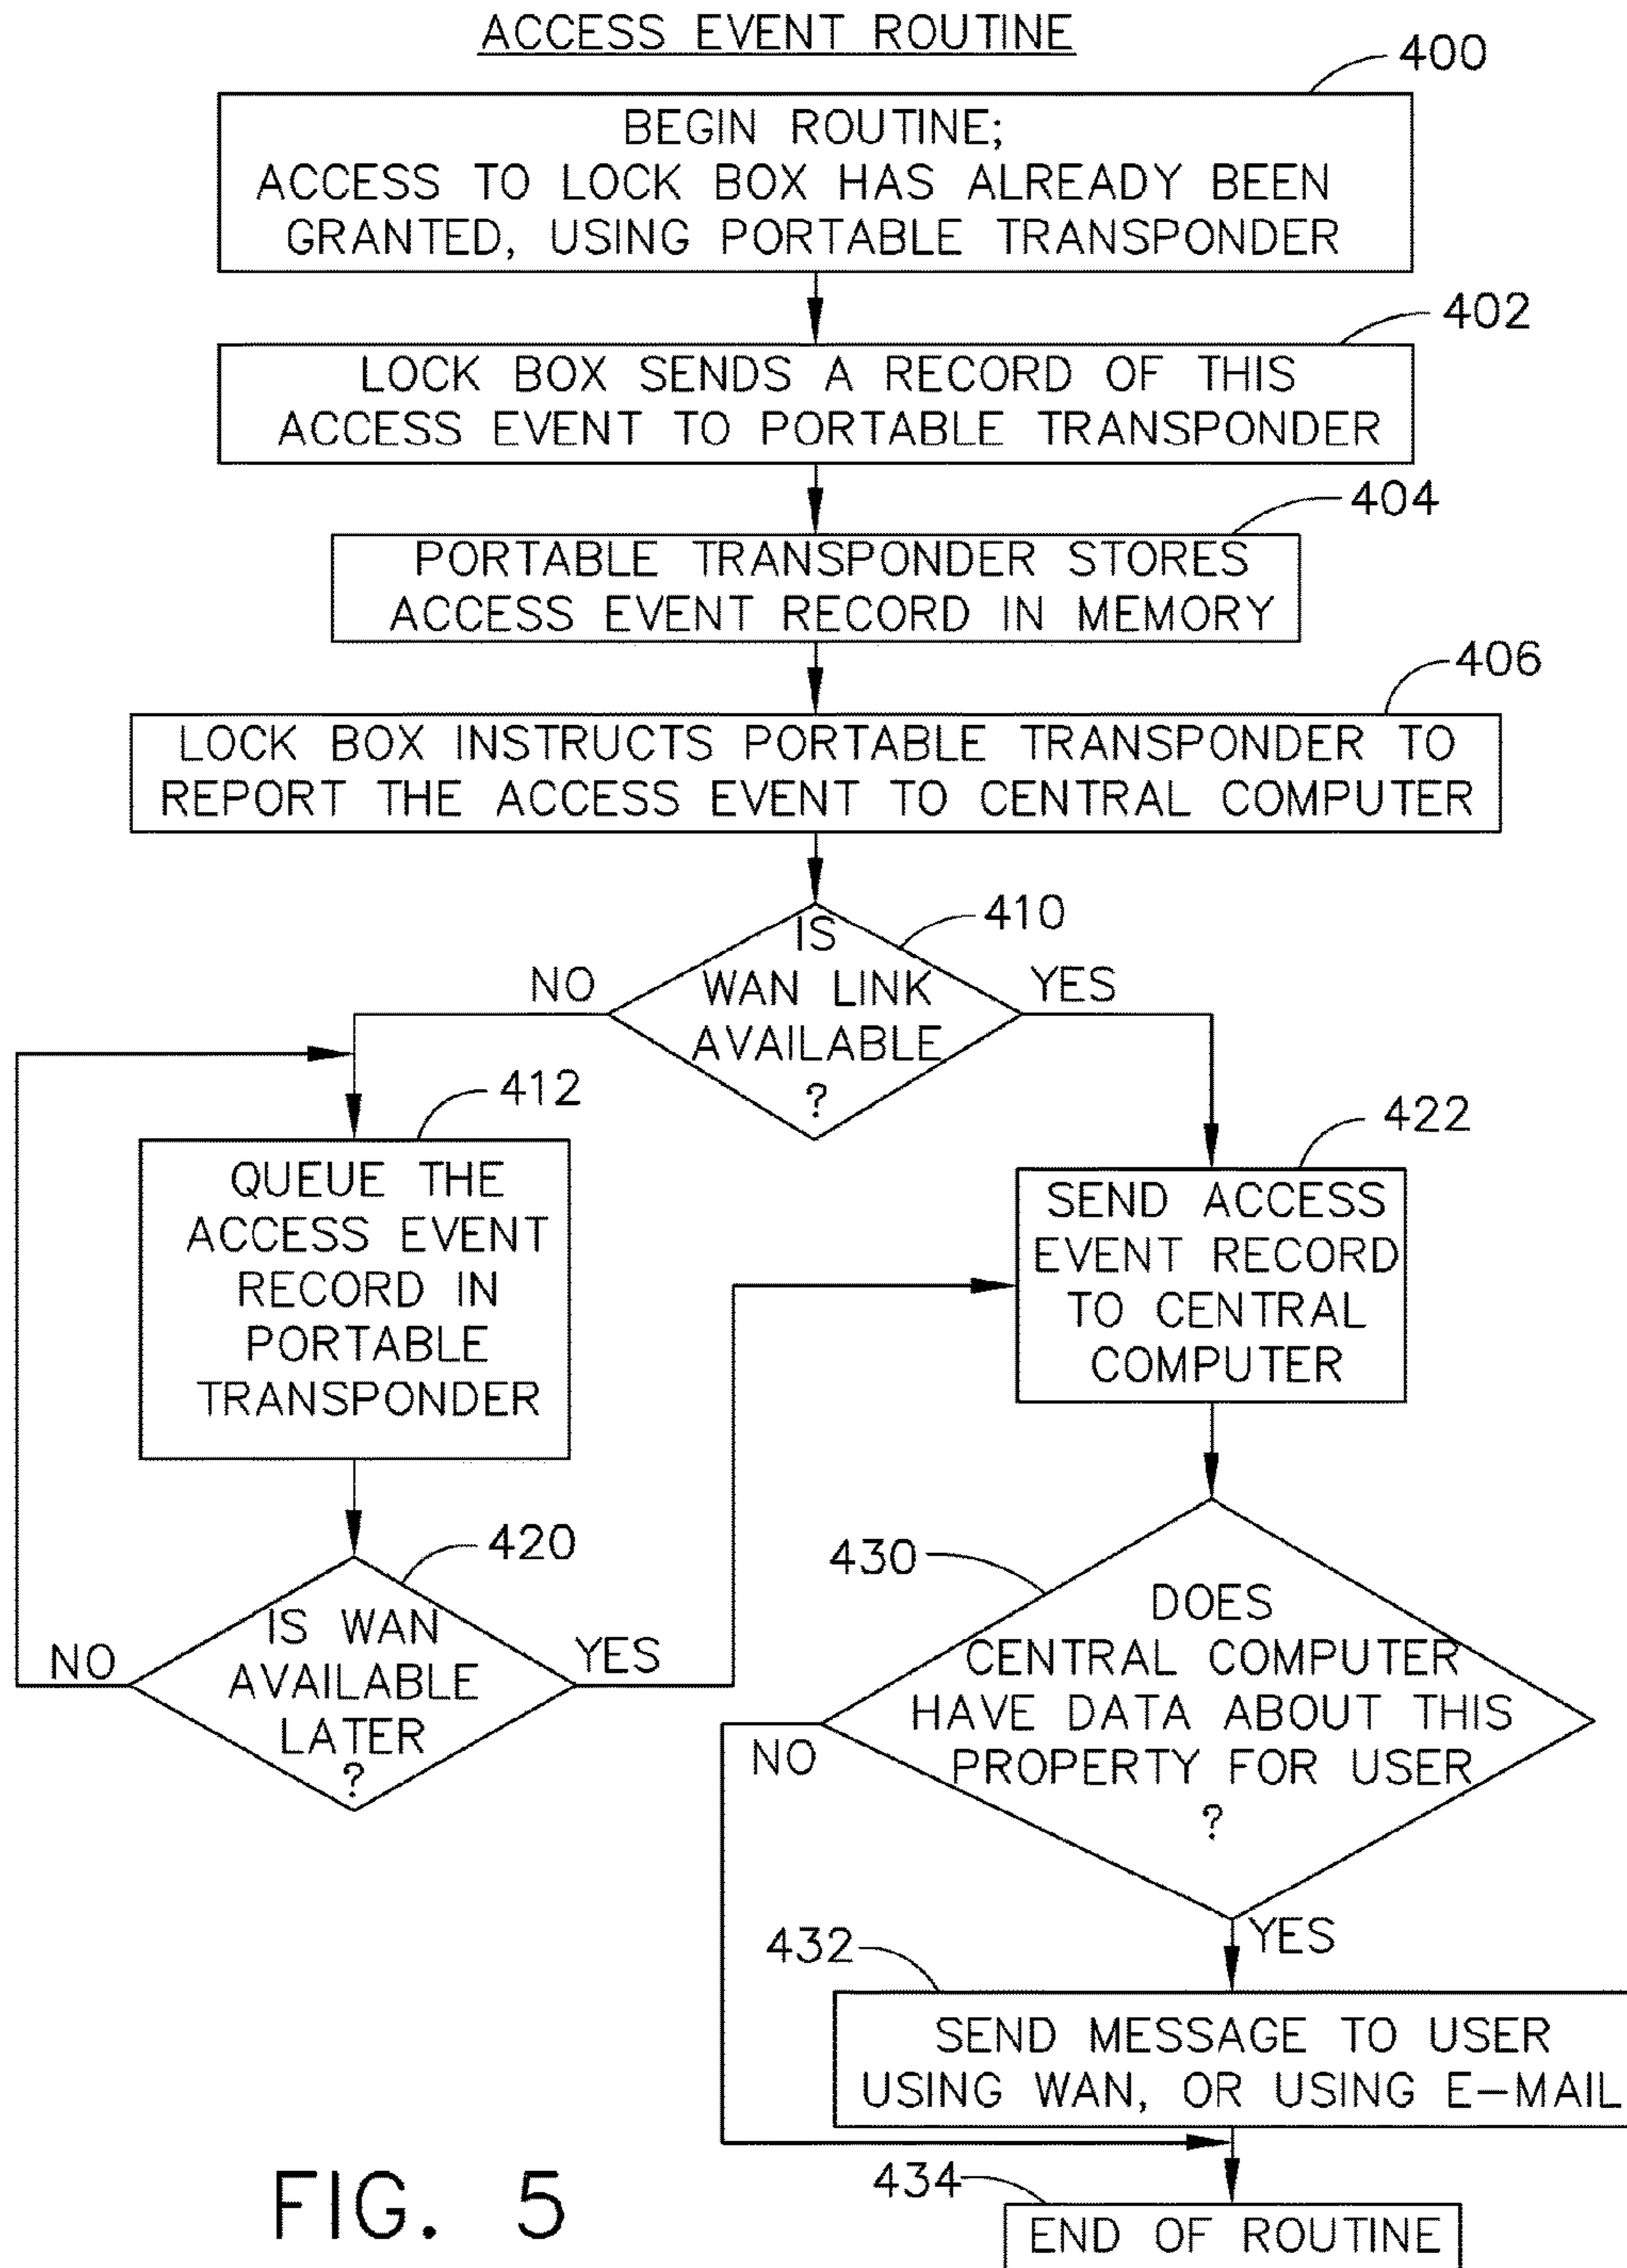 ACCESS EVENT ROUTINE
400
BEGIN ROUTINE;
ACCESS TO LOCK BOX HAS ALREADY BEEN
GRANTED, USING PORTABLE TRANSPONDER
402
LOCK BOX SENDS A RECORD OF THIS
ACCESS EVENT TO PORTABLE TRANSPONDER
404
PORTABLE TRANSPONDER STORES
ACCESS EVENT RECORD IN MEMORY
406
LOCK BOX INSTRUCTS PORTABLE TRANSPONDER TO
REPORT THE ACCESS EVENT TO CENTRAL COMPUTER
410
IS
WAN LINK
AVAILABLE
?
NO
YES
412
QUEUE THE
ACCESS EVENT
RECORD IN
PORTABLE
TRANSPONDER
422
SEND ACCESS
EVENT RECORD
TO CENTRAL
COMPUTER
420
IS WAN
AVAILABLE
LATER
?
NO
YES
430
DOES
CENTRAL COMPUTER
HAVE DATA ABOUT THIS
PROPERTY FOR USER
?
NO
YES
432
SEND MESSAGE TO USER
USING WAN, OR USING E-MAIL
434
END OF ROUTINE
FIG. 5